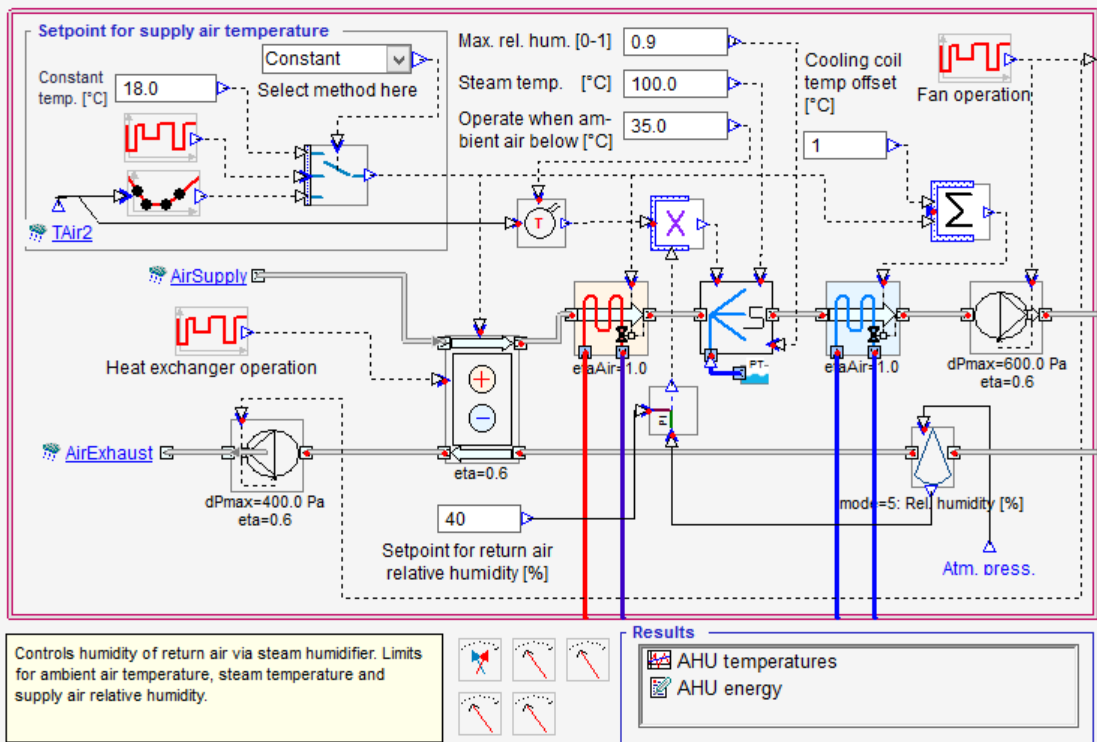 Setpoint for supply air temperature
Constant
Select method here
Constant
temp. [°C]
18.0
TAir2
Max. rel. hum. [0-1]
0.9
Steam temp. [°C]
100.0
Operate when am-
bient air below [°C]
35.0
Cooling coil
temp offset
[°C]
1
Fan operation
T
X
Σ
AirSupply
Heat exchanger operation
etaAir=1.0
PT-
etaAir=1.0
dPmax=600.0 Pa
eta=0.6
PI
AirExhaust
dPmax=400.0 Pa
eta=0.6
eta=0.6
40
Setpoint for return air
relative humidity [%]
mode=5: Rel. humidity [%]
Atm. press.
Controls humidity of return air via steam humidifier. Limits
for ambient air temperature, steam temperature and
supply air relative humidity.
Results
AHU temperatures
AHU energy